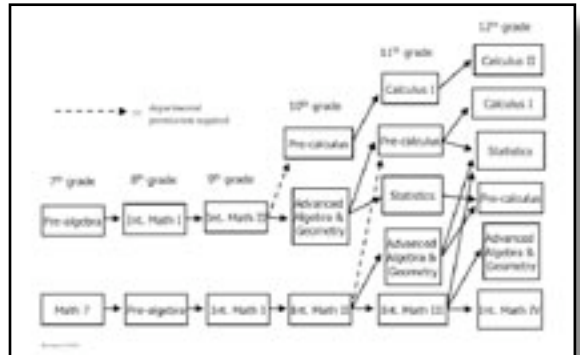 12th grade
11th grade
Calculus II
10th grade
Calculus I
Calculus I
= departmental
permission required
Pre-calculus
Pre-calculus
Statistics
7th grade
8th grade
9th grade
Statistics
Pre-calculus
Pre-algebra
Int. Math I
Int. Math II
Advanced
Algebra &
Geometry
Advanced
Algebra &
Geometry
Advanced
Algebra &
Geometry
Math 7
Pre-algebra
Int. Math I
Int. Math II
Int. Math III
Int. Math IV